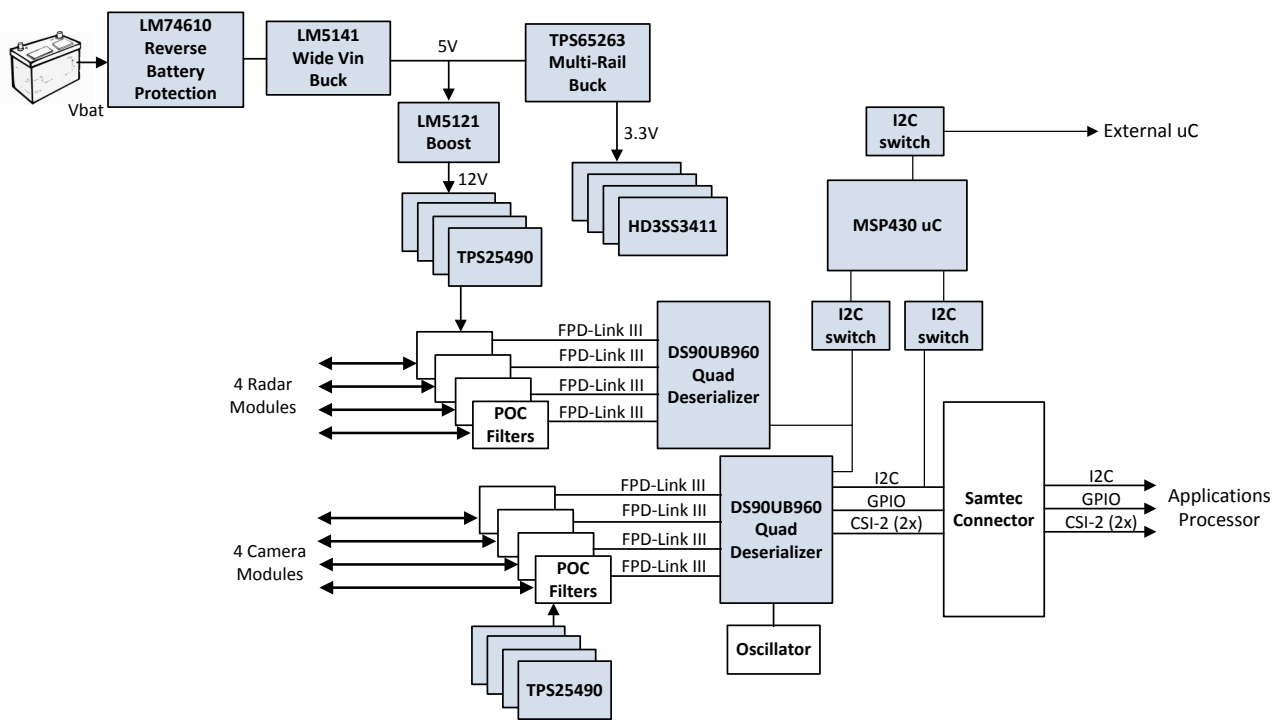 LM74610
Reverse
Battery
Protection
LM5141
Wide Vin
Buck
5V
TPS65263
Multi-Rail
Buck
Vbat
LM5121
Boost
3.3V
I2C
switch
External uC
12V
HD3SS3411
MSP430 uC
TPS25490
I2C
switch
I2C
switch
FPD-Link III
FPD-Link III
FPD-Link III
FPD-Link III
DS90UB960
Quad
Deserializer
4 Radar
Modules
POC
Filters
FPD-Link III
FPD-Link III
FPD-Link III
FPD-Link III
DS90UB960
Quad
Deserializer
I2C
GPIO
CSI-2 (2x)
Samtec
Connector
I2C
GPIO
CSI-2 (2x)
Applications
Processor
4 Camera
Modules
POC
Filters
Oscillator
TPS25490